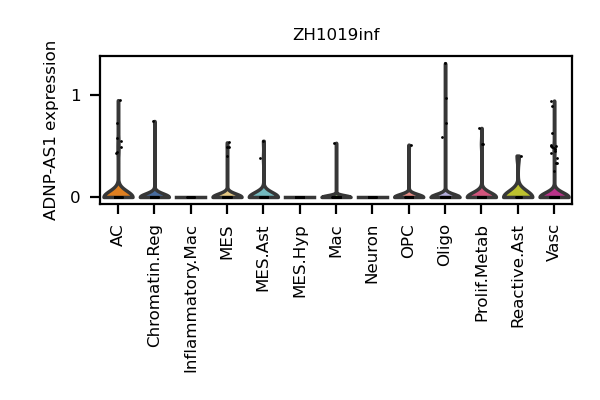 ZH1019inf
ADNP-AS1 expression
1
0
AC
Chromatin.Reg
Inflammatory.Mac
MES
MES.Ast
MES.Hyp
Mac
Neuron
OPC
Oligo
Prolif.Metab
Reactive.Ast
Vasc